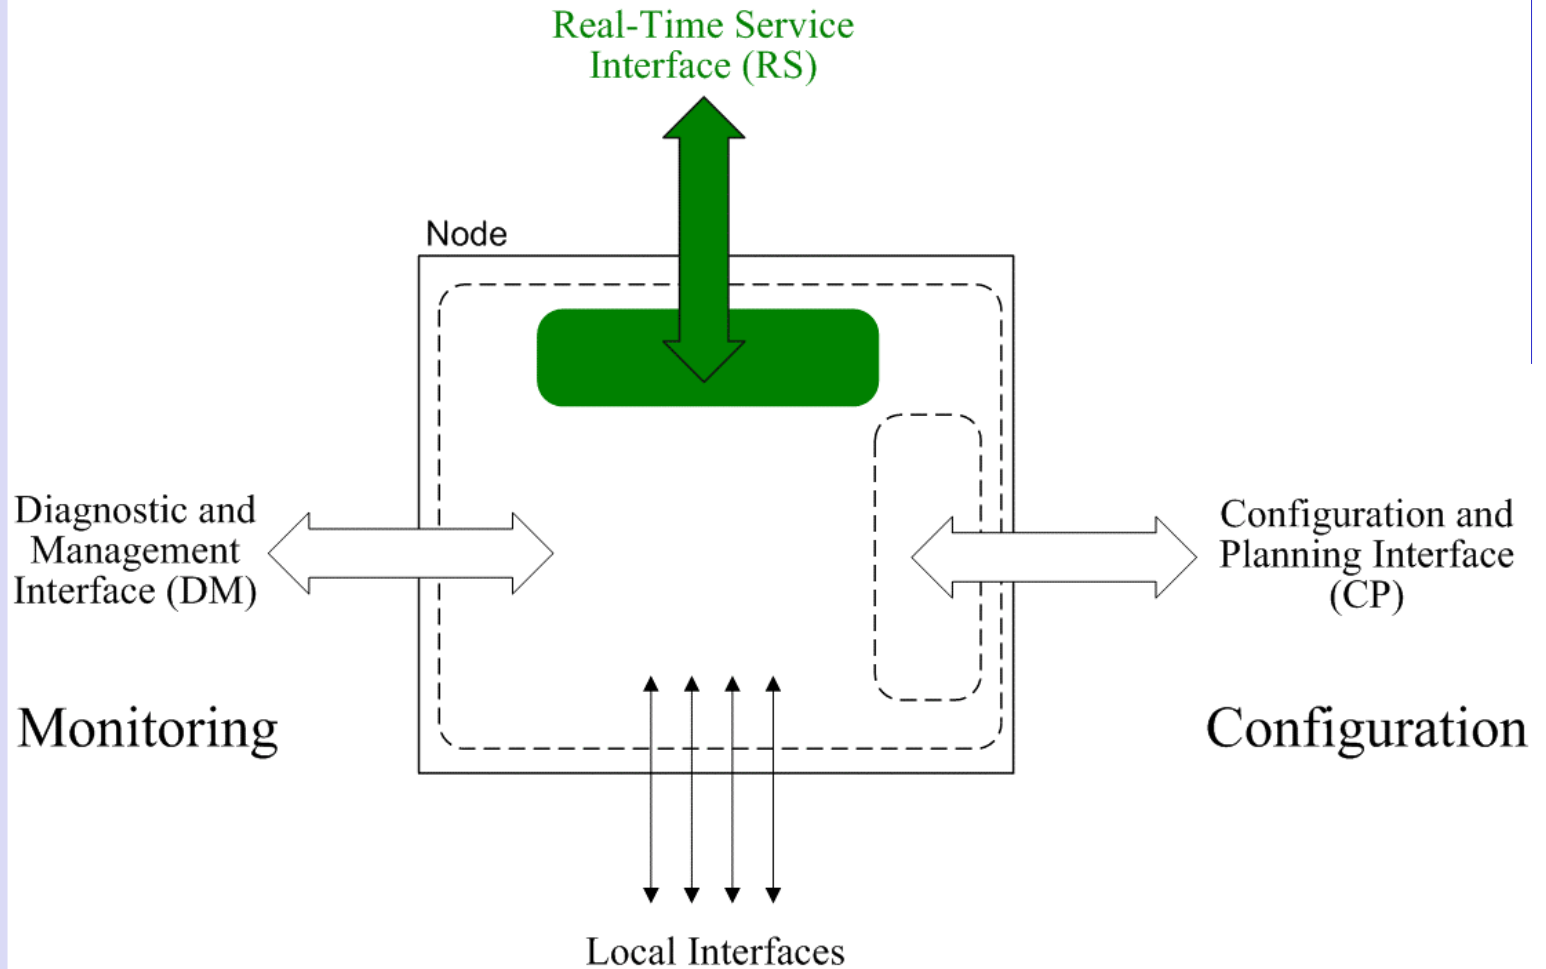 Real-Time Service
Interface (RS)
Node
Diagnostic and
Management
Interface (DM)
Configuration and
Planning Interface
(CP)
Monitoring
Configuration
Local Interfaces